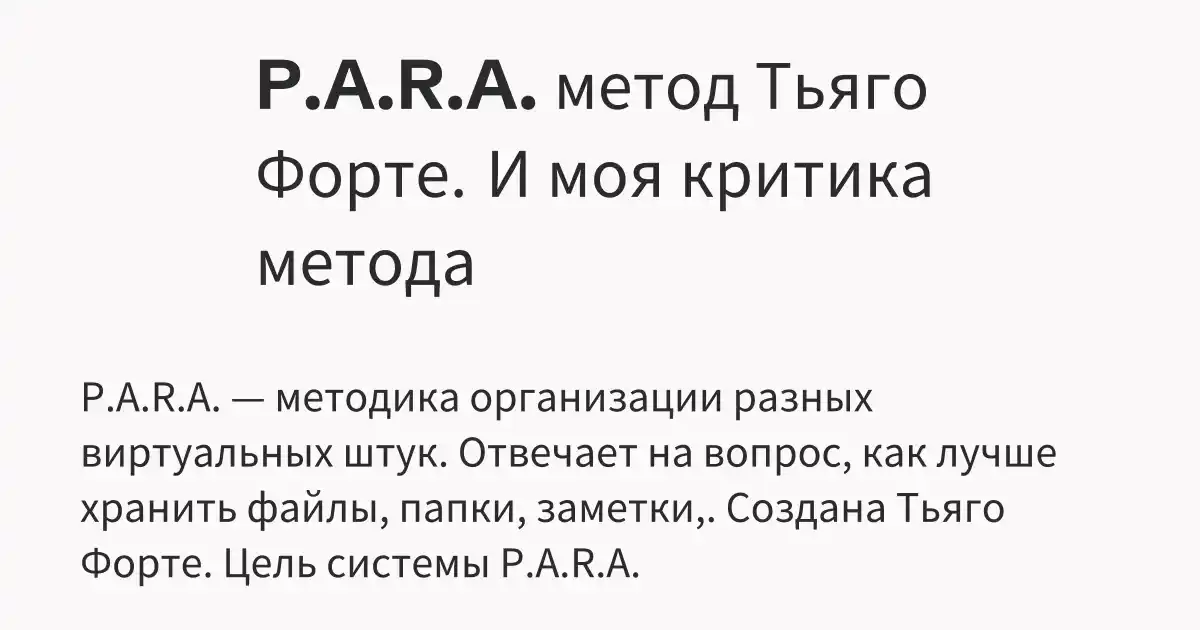 P.A.R.A. метод Тьяго
Форте. И моя критика
метода
P.A.R.A. — методика организации разных
виртуальных штук. Отвечает на вопрос, как лучше
хранить файлы, папки, заметки,. Создана Тьяго
Форте. Цель системы P.A.R.A.